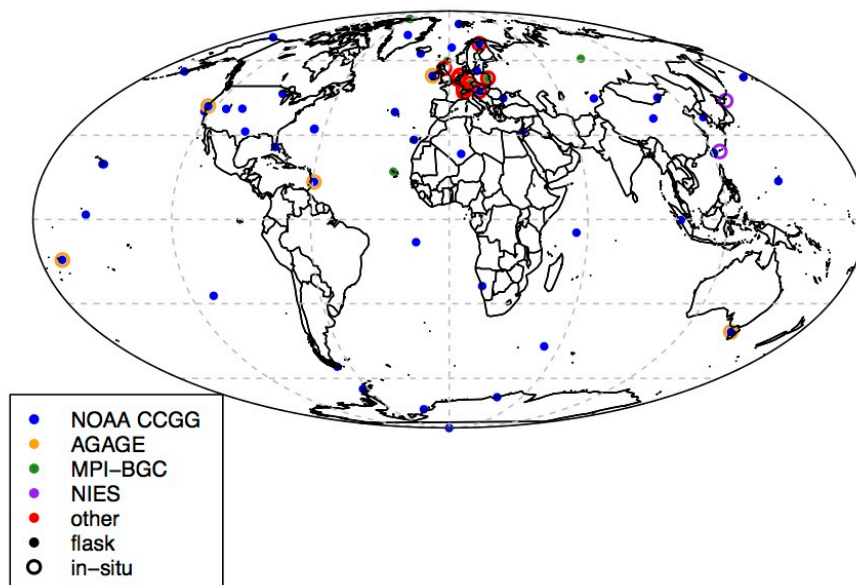 NOAA CCGG
AGAGE
MPI−BGC
NIES
other
flask
in−situ